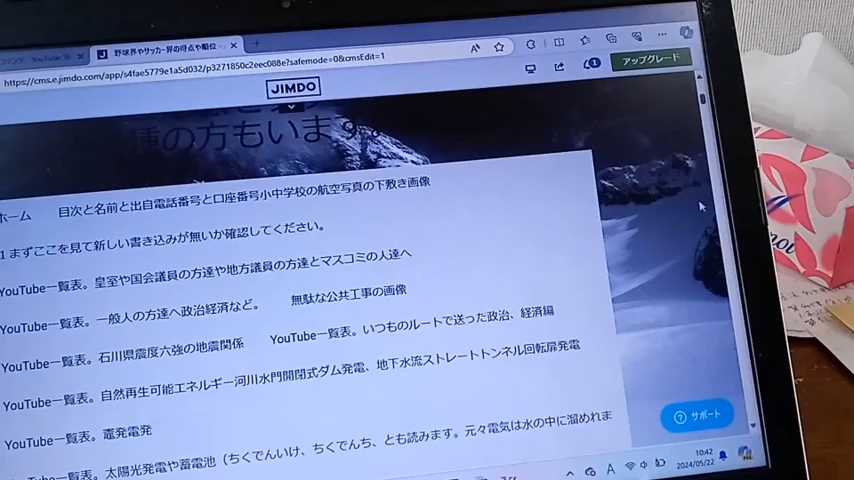 YouTube
野球界やサッカー界の得点や順位 -
https://cms.e.jimdo.com/app/s4fae5779e1a5d032/p3271850c2eec088e?safemode=0&cmsEdit=1
JIMDO
1
アップグレード
種の方もいます。
ホーム 目次と名前と出自電話番号と口座番号小中学校の航空写真の下敷き画像
1まずここを見て新しい書き込みが無いか確認してください。
YouTube一覧表。皇室や国会議員の方達や地方議員の方達とマスコミの人達へ
YouTube一覧表。一般人の方達へ政治経済など。 無駄な公共工事の画像
YouTube一覧表。石川県震度六強の地震関係 YouTube一覧表。いつものルートで送った政治、経済編
YouTube一覧表。自然再生可能エネルギー河川水門開閉式ダム発電、地下水流ストレートトンネル回転扉発電
YouTube一覧表。竃発電発
YouTube一覧表。太陽光発電や蓄電池（ちくでんいけ、ちくでんち、とも読みます。元々電気は水の中に溜めれま
サポート
A
10:42
2024/05/22